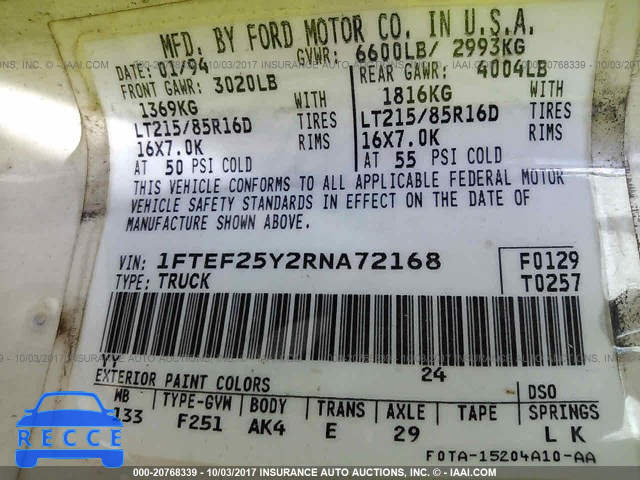 MFD. BY FORD MOTOR CO. IN U.S.A.
DATE: 01/94 GVWR: 6600LB/ 2993KG
FRONT GAWR: 3020LB REAR GAWR: 4004LB
1369KG WITH 1816KG WITH
LT215/85R16D TIRES LT215/85R16D TIRES
16X7.0K RIMS 16X7.0K RIMS
AT 50 PSI COLD AT 55 PSI COLD
THIS VEHICLE CONFORMS TO ALL APPLICABLE FEDERAL MOTOR
VEHICLE SAFETY STANDARDS IN EFFECT ON THE DATE OF
MANUFACTURE SHOWN ABOVE.
VIN: 1FTEF25Y2RNA72168 F0129
TYPE: TRUCK T0257
EXTERIOR PAINT COLORS 24 DSO
WB TYPE-GVW BODY TRANS AXLE TAPE SPRINGS
133 F251 AK4 E 29 L K
F0TA-15204A10-AA
RECCE
000-20768339 - 10/03/2017 INSURANCE AUTO AUCTIONS - © IAAI.COM